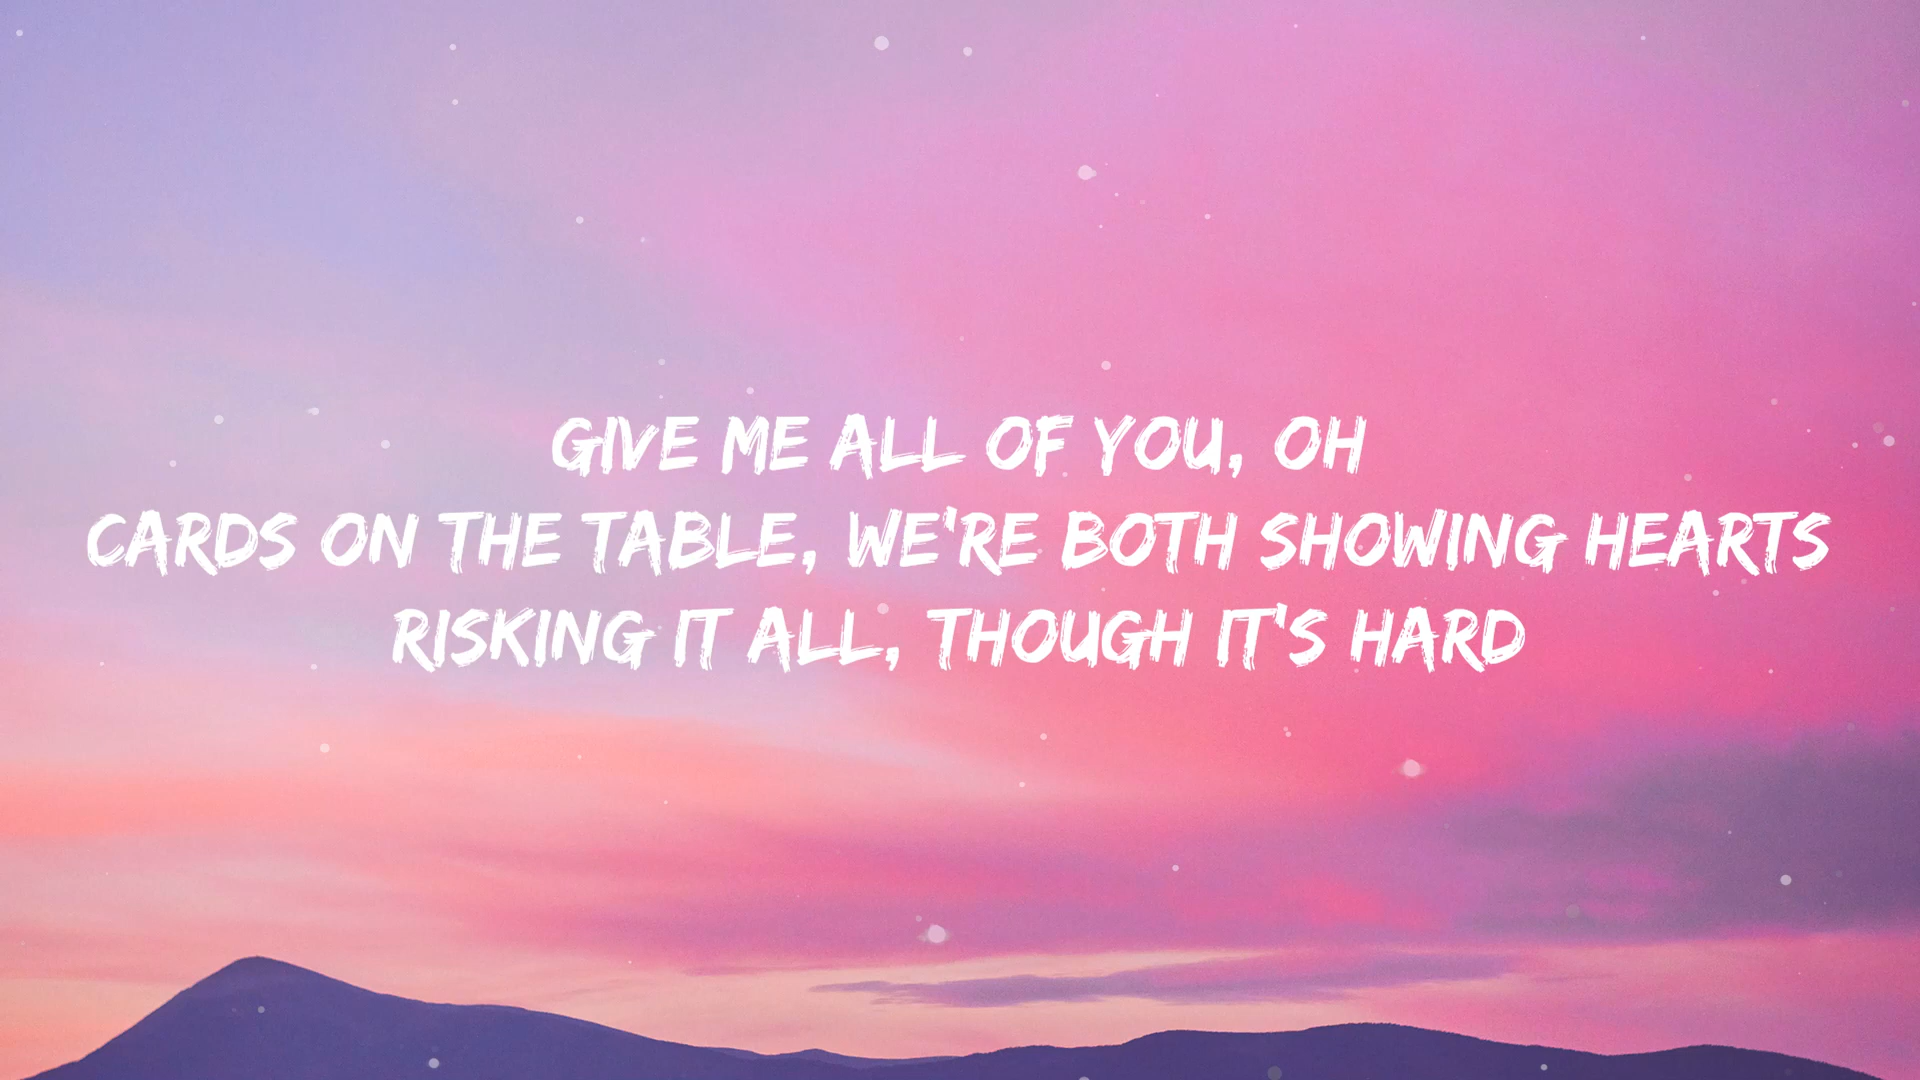 GIVE ME ALL OF YOU, OH
CARDS ON THE TABLE, WE'RE BOTH SHOWING HEARTS
RISKING IT ALL, THOUGH IT'S HARD